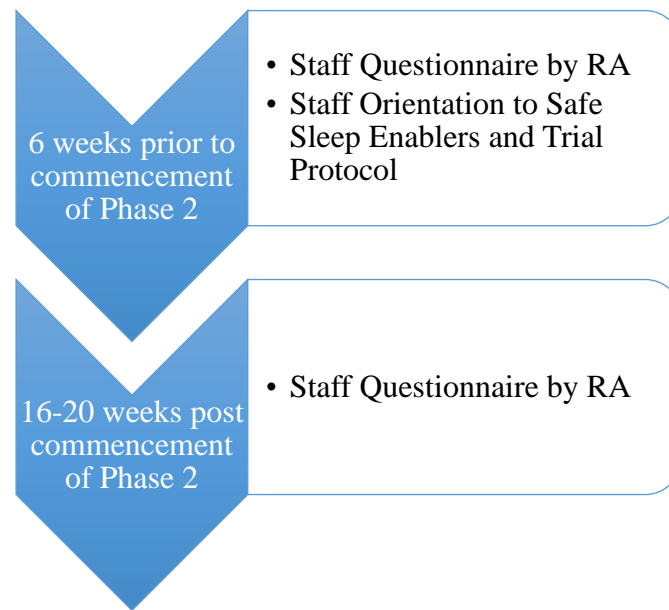 6 weeks prior to
commencement
of Phase 2
• Staff Questionnaire by RA
• Staff Orientation to Safe
Sleep Enablers and Trial
Protocol
16-20 weeks post
commencement
of Phase 2
• Staff Questionnaire by RA